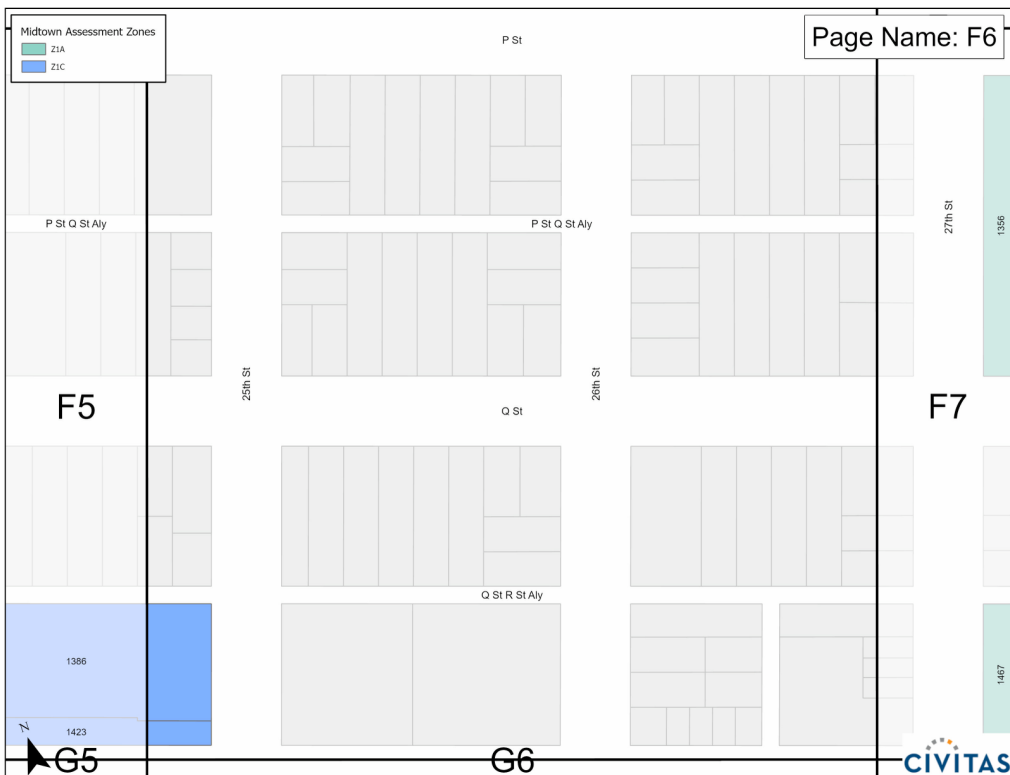 Midtown Assessment Zones
Z1A
Z1C
P St
Page Name: F6
P St Q St Aly
P St Q St Aly
27th St
1356
25th St
26th St
F5
Q St
F7
Q St R St Aly
1386
1423
1467
N
G5
G6
CIVITAS